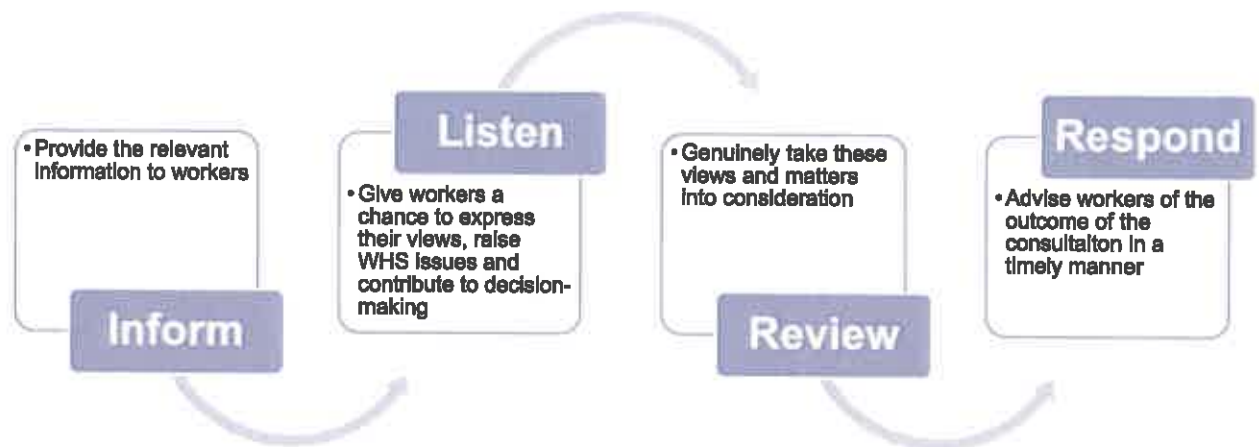 • Provide the relevant
information to workers
Inform
Listen
• Give workers a
chance to express
their views, raise
WHS issues and
contribute to decision-
making
• Genuinely take these
views and matters
into consideration
Review
Respond
• Advise workers of the
outcome of the
consultaiton in a
timely manner